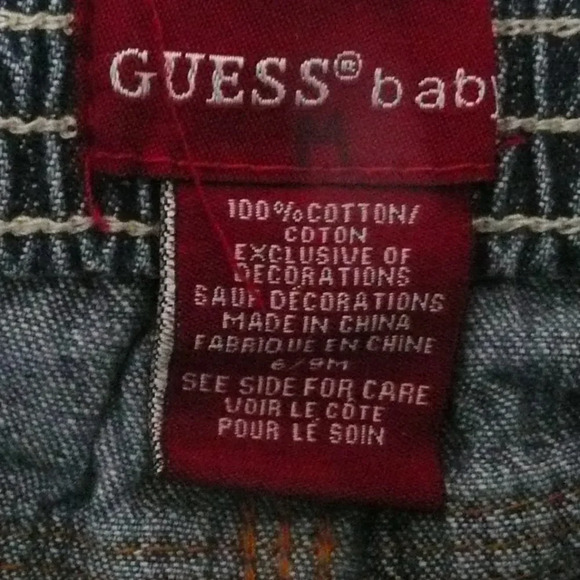 GUESS® baby
M
100% COTTON/
COTON
EXCLUSIVE OF
DECORATIONS
SAUF DÉCORATIONS
MADE IN CHINA
FABRIQUE EN CHINE
6/9M
SEE SIDE FOR CARE
VOIR LE CÔTE
POUR LE SOIN